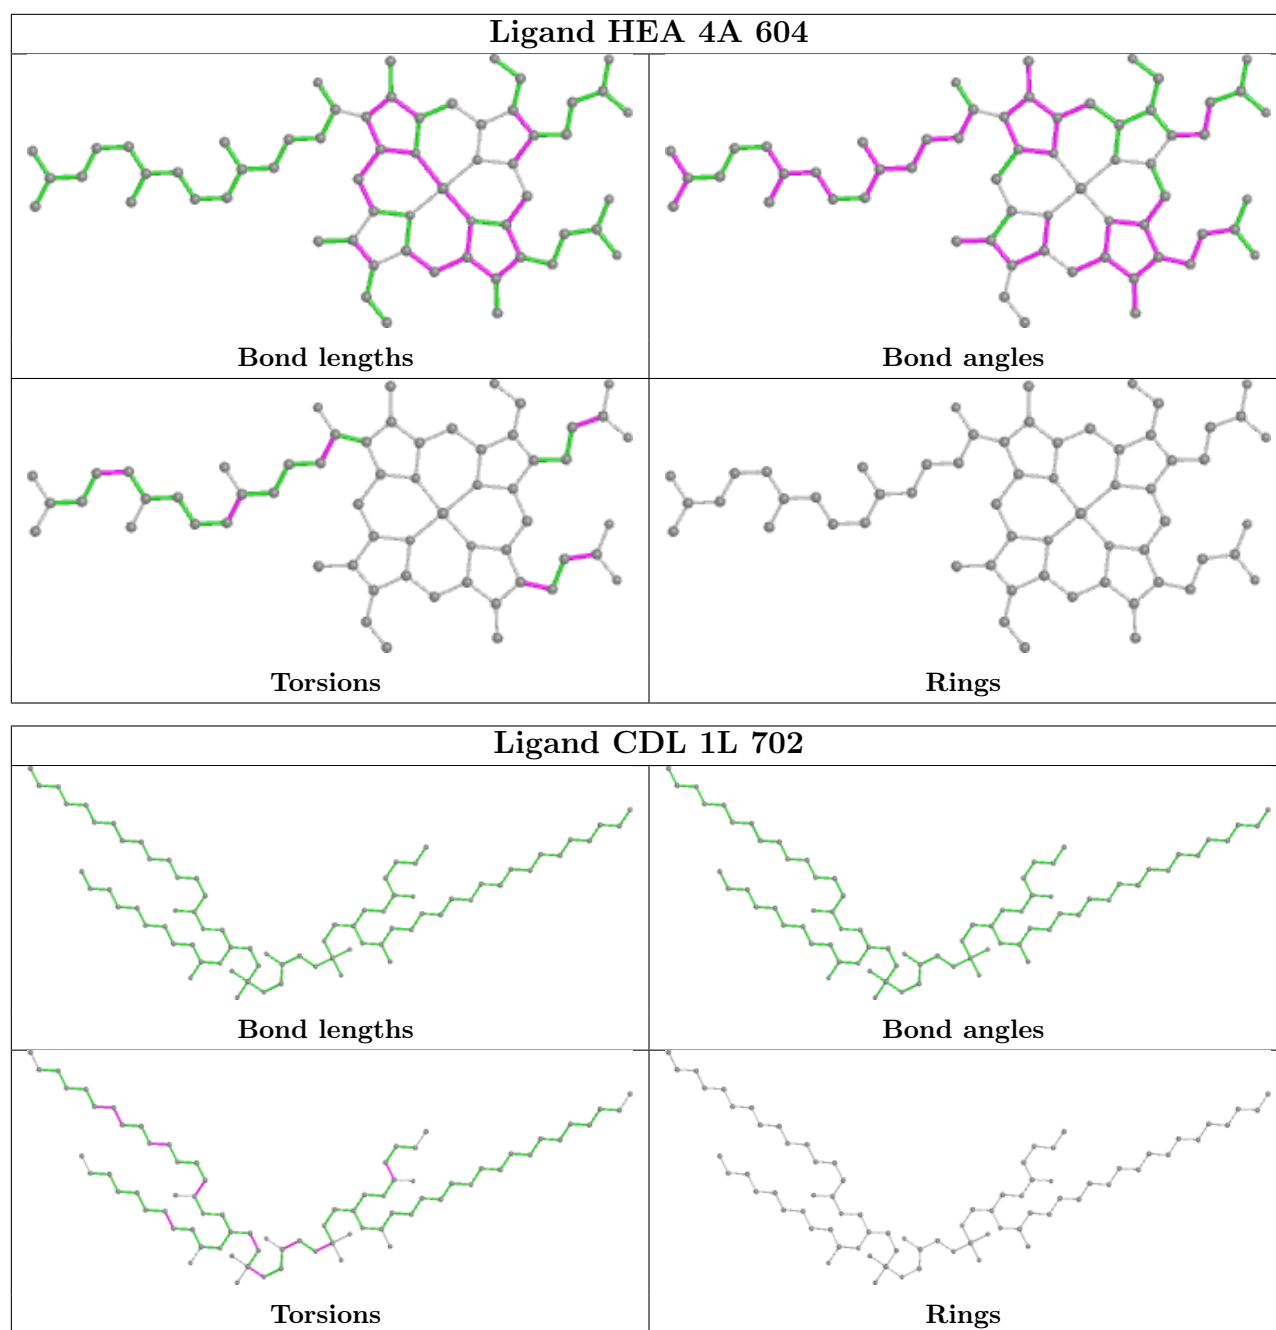 Ligand HEA 4A 604
Bond lengths
Bond angles
Torsions
Rings
Ligand CDL 1L 702
Bond lengths
Bond angles
Torsions
Rings